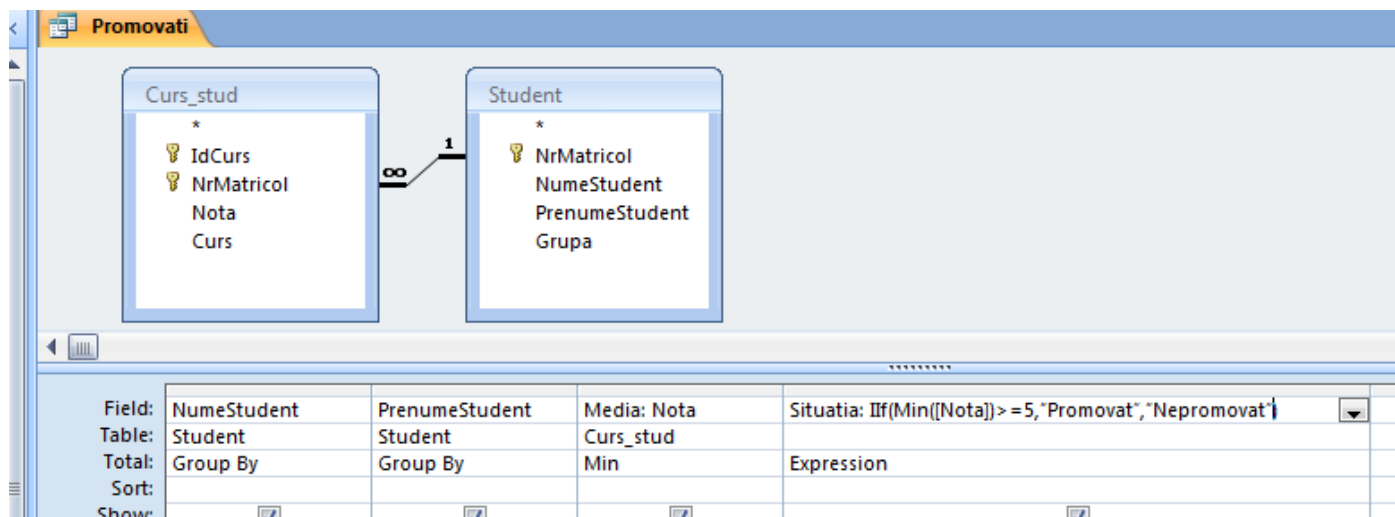 Promovati
Curs_stud
*
IdCurs
NrMatricol
Nota
Curs
∞
1
Student
*
NrMatricol
NumeStudent
PrenumeStudent
Grupa
Field: NumeStudent PrenumeStudent Media: Nota Situatia: IIf(Min([Nota])>=5,"Promovat","Nepromovat")
Table: Student Student Curs_stud
Total: Group By Group By Min Expression
Sort:
Show: